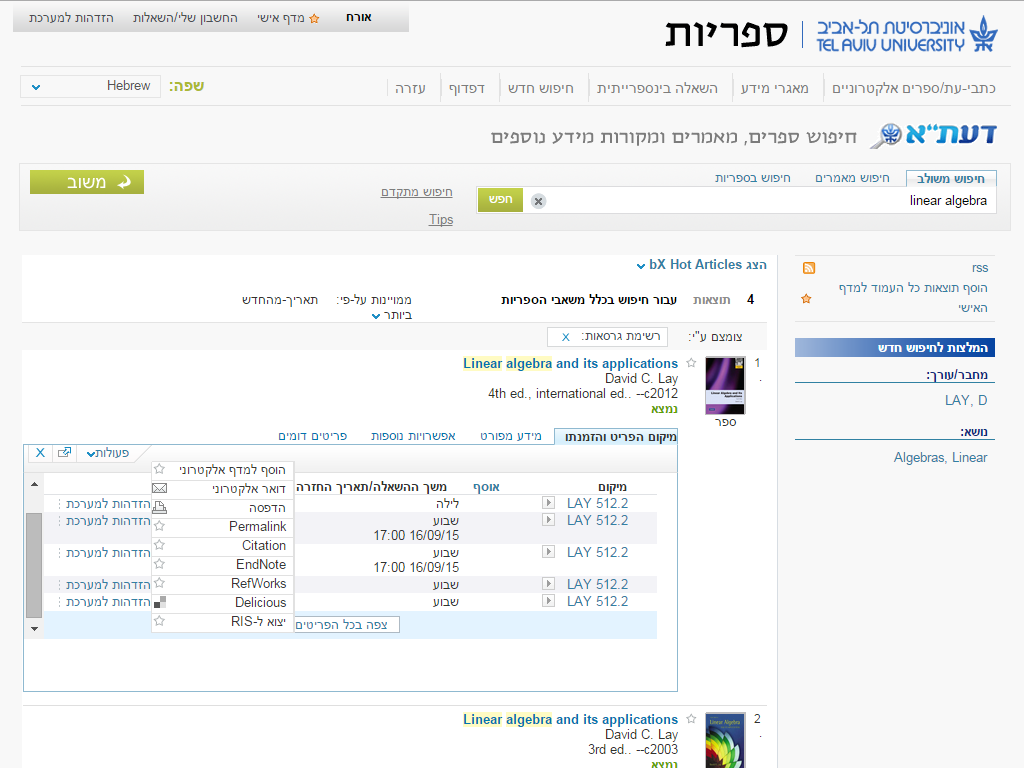 אורח
מדף אישי
החשבון שלי/השאלות
הזדהות למערכת
אוניברסיטת תל-אביב
TEL AVIV UNIVERSITY
ספריות
כתבי-עת/ספרים אלקטרוניים
מאגרי מידע
השאלה בינספרייתית
חיפוש חדש
דפדוף
עזרה
שפה:
Hebrew
דעת"א
חיפוש ספרים, מאמרים ומקורות מידע נוספים
חיפוש משולב
חיפוש מאמרים
חיפוש בספריות
linear algebra
חפש
חיפוש מתקדם
Tips
משוב
rss
הוסף תוצאות כל העמוד למדף
האישי
המלצות לחיפוש חדש
מחבר/עורך:
LAY, D
נושא:
Algebras, Linear
הצג bX Hot Articles
4 תוצאות עבור חיפוש בכלל משאבי הספריות
ממויינות על-פי: תאריך-מהחדש
ביותר
צומצם ע"י: רשימת גרסאות: X
1
.
ספר
Linear algebra and its applications
David C. Lay
4th ed., international ed.. --c2012
נמצא
מיקום הפריט והזמנתו
מידע מפורט
אפשרויות נוספות
פריטים דומים
פעולות
X
הוסף למדף אלקטרוני
דואר אלקטרוני
הדפסה
Permalink
Citation
EndNote
RefWorks
Delicious
יצוא ל-RIS
מיקום אוסף משך ההשאלה/תאריך החזרה
LAY 512.2 לילה הזדהות למערכת
LAY 512.2 שבוע הזדהות למערכת
17:00 16/09/15
LAY 512.2 שבוע הזדהות למערכת
17:00 16/09/15
LAY 512.2 שבוע הזדהות למערכת
LAY 512.2 שבוע הזדהות למערכת
צפה בכל הפריטים
2
.
Linear algebra and its applications
David C. Lay
3rd ed.. --c2003
נמצא